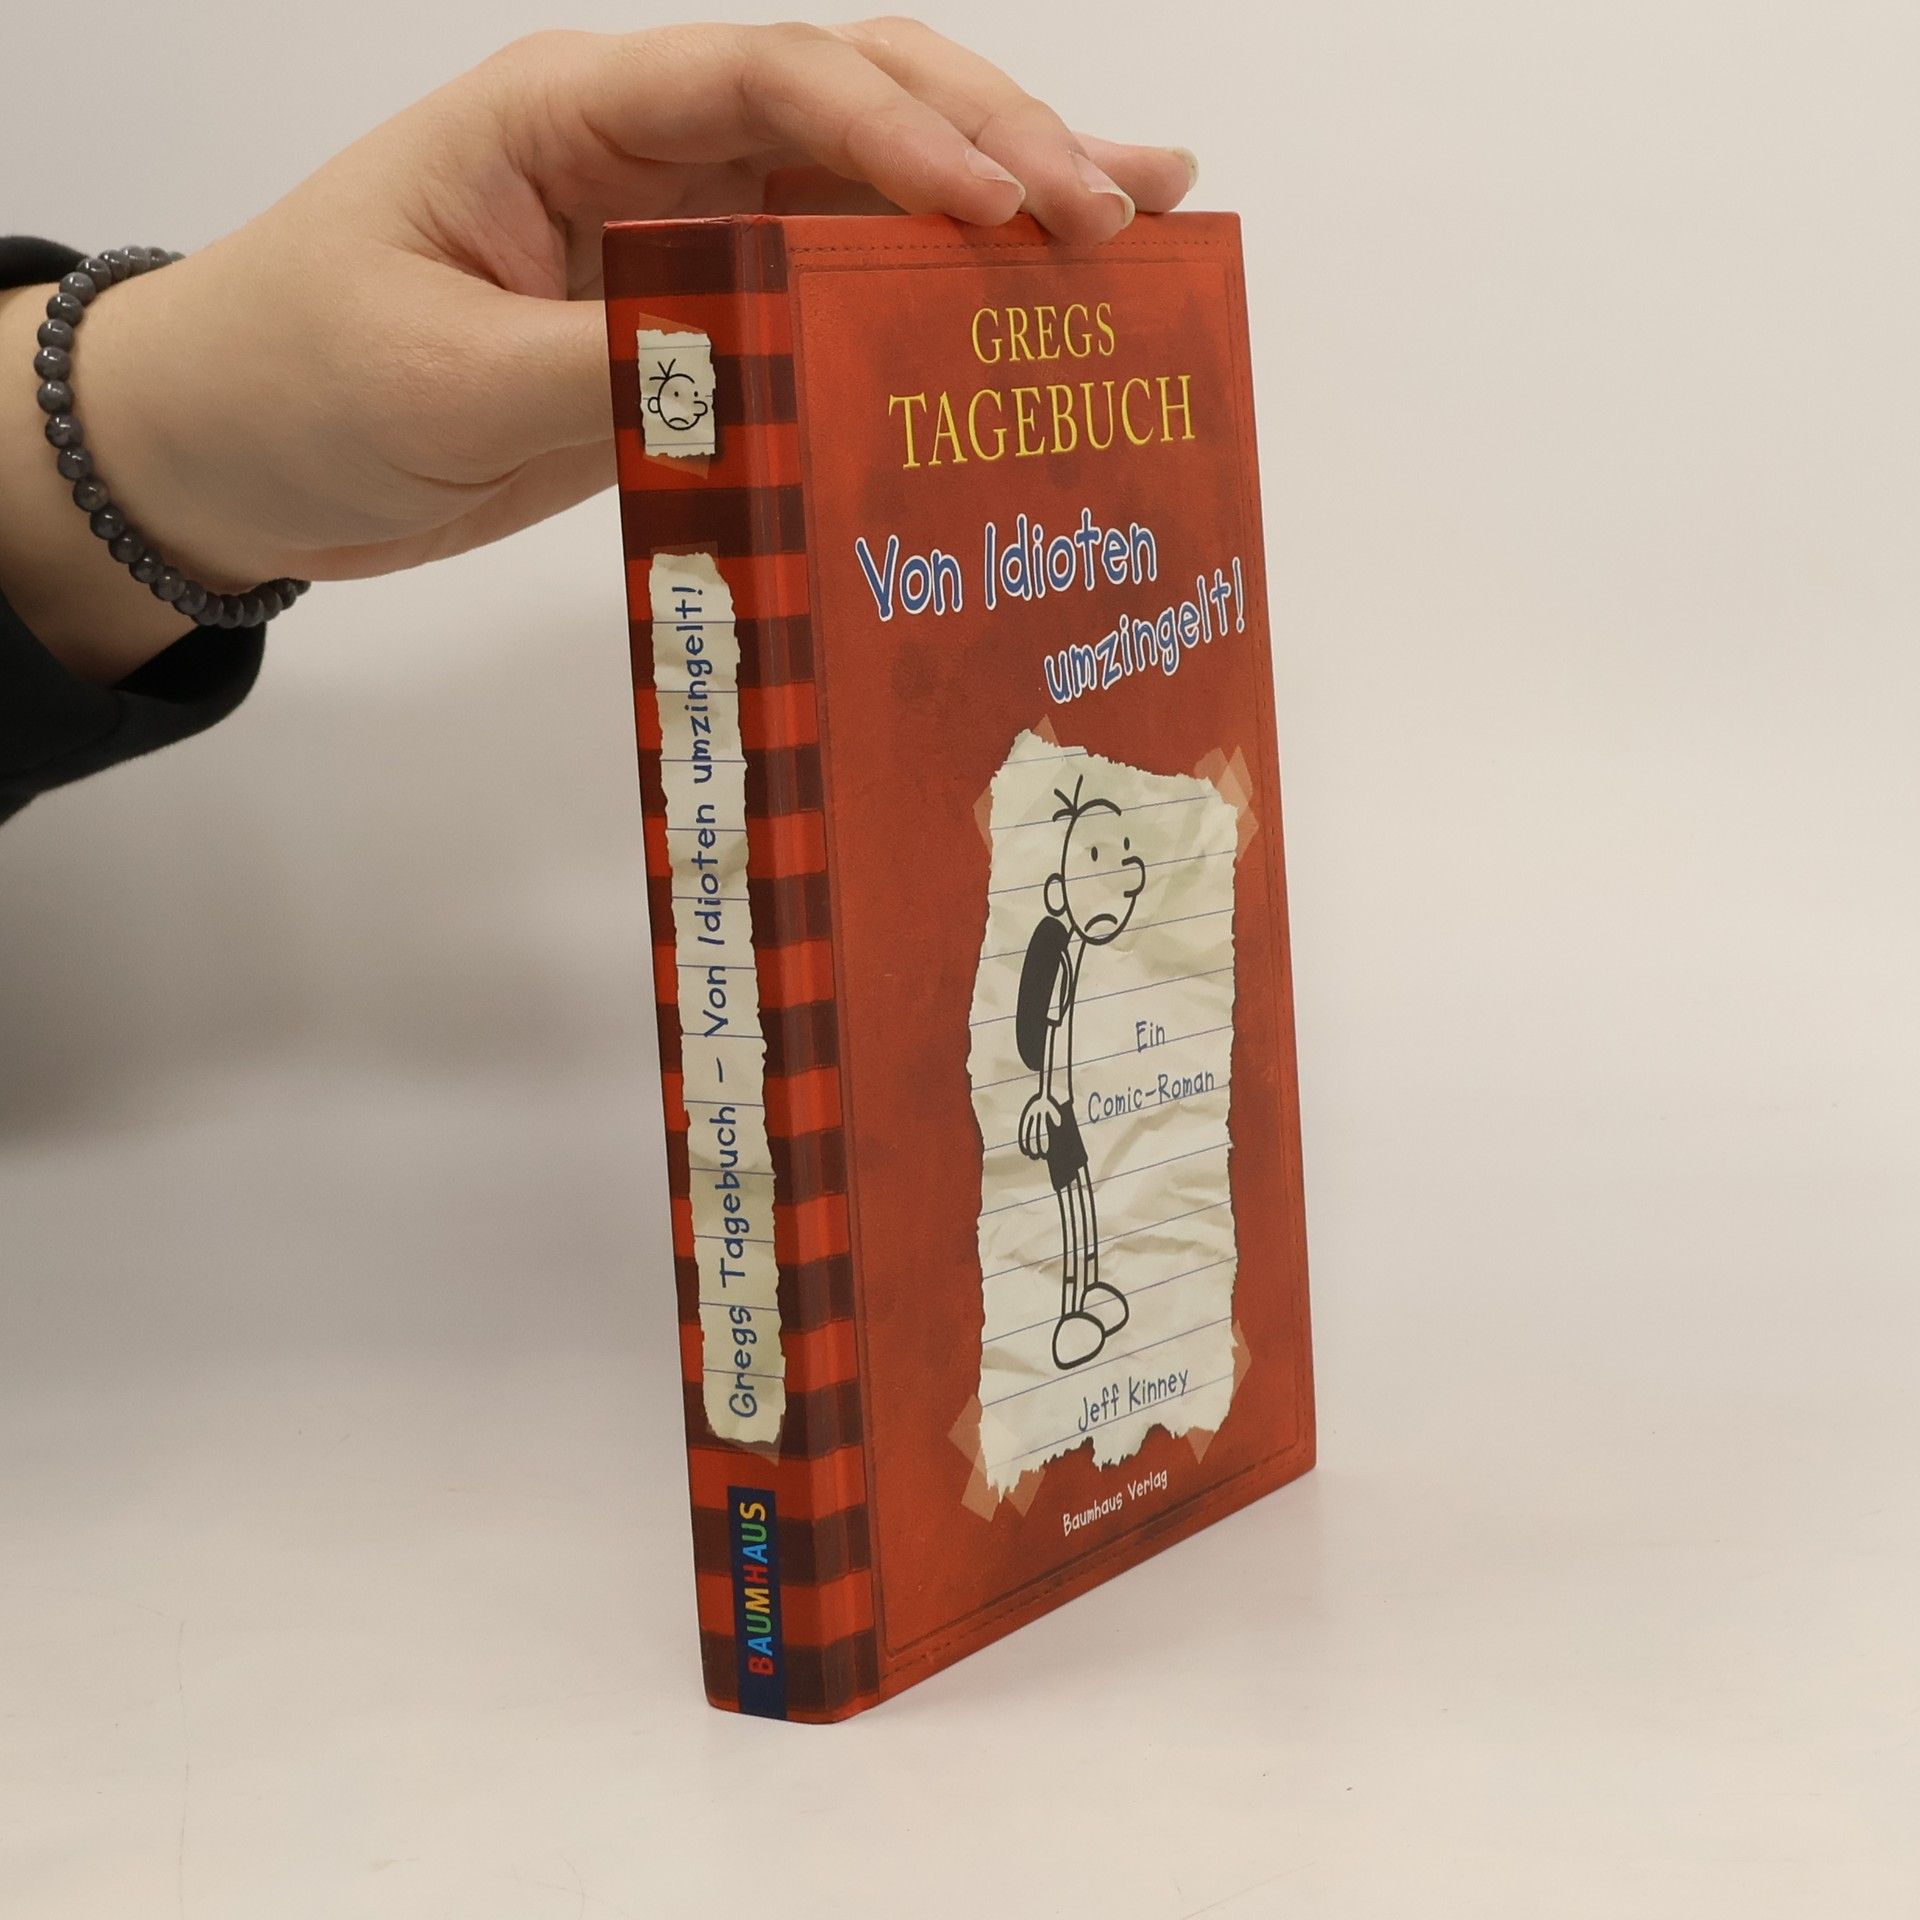 Gregs Tagebuch – Von Idioten umzingelt!
BAUMHAUS
GREGS
TAGEBUCH
Von Idioten
umzingelt!
Ein
Comic-Roman
Jeff Kinney
Baumhaus Verlag